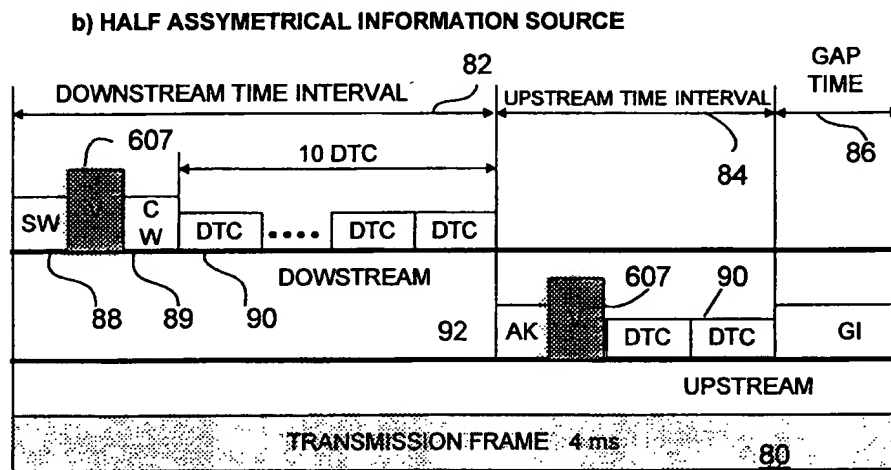 b) HALF ASSYMETRICAL INFORMATION SOURCE
GAP
TIME
DOWNSTREAM TIME INTERVAL
82
UPSTREAM TIME INTERVAL
607
10 DTC
84
86
SW
C
W
DTC
DTC
DTC
DOWSTREAM
88
89
90
92
607
90
AK
DTC
DTC
GI
UPSTREAM
TRANSMISSION FRAME 4 ms
80